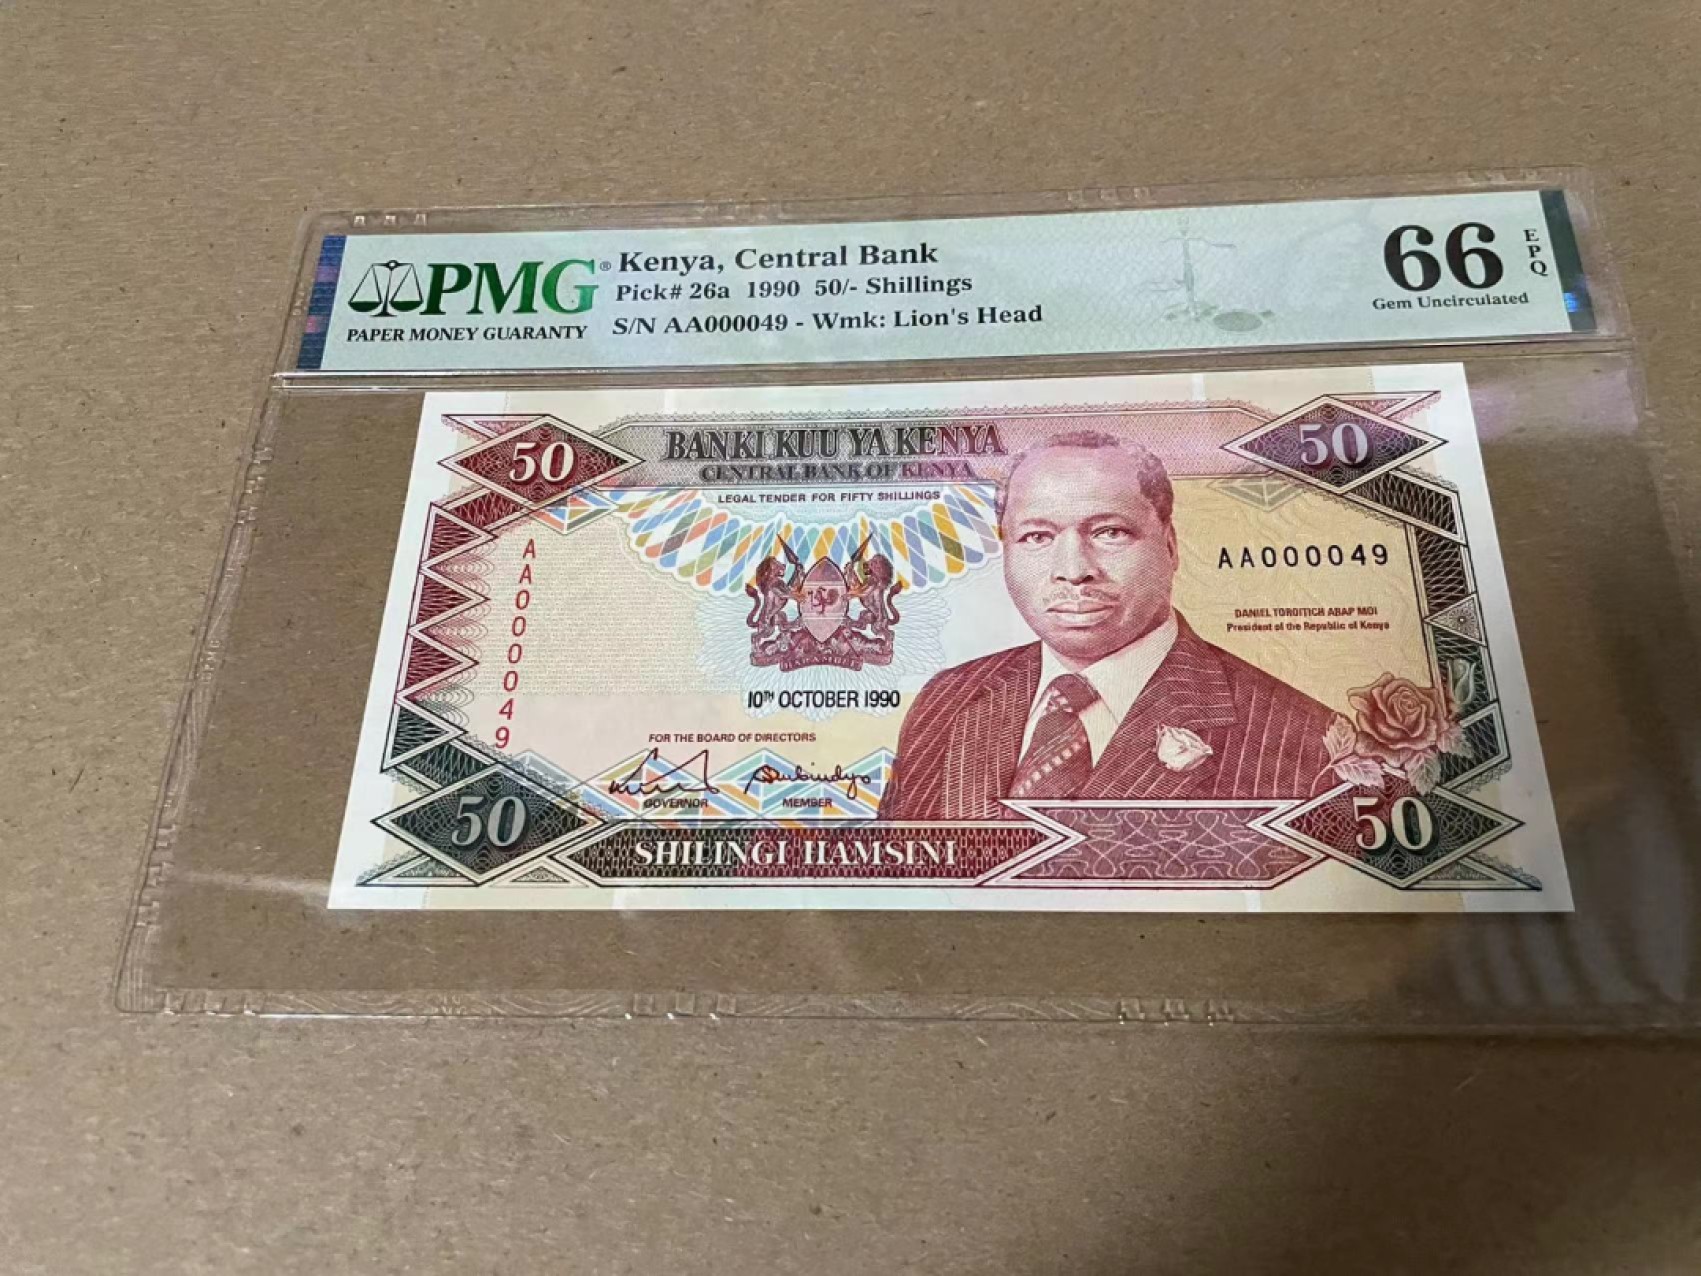 PMG®
PAPER MONEY GUARANTY
Kenya, Central Bank
Pick# 26a 1990 50/- Shillings
S/N AA000049 - Wmk: Lion's Head
66
EPQ
Gem Uncirculated
50
BANKI KUU YA KENYA
50
CENTRAL BANK OF KENYA
LEGAL TENDER FOR FIFTY SHILLINGS
AA000049
AA000049
DANIEL TOROITICH ARAP MOI
President of the Republic of Kenya
HARAMBEE
10TH OCTOBER 1990
FOR THE BOARD OF DIRECTORS
GOVERNOR MEMBER
50
SHILINGI HAMSINI
50